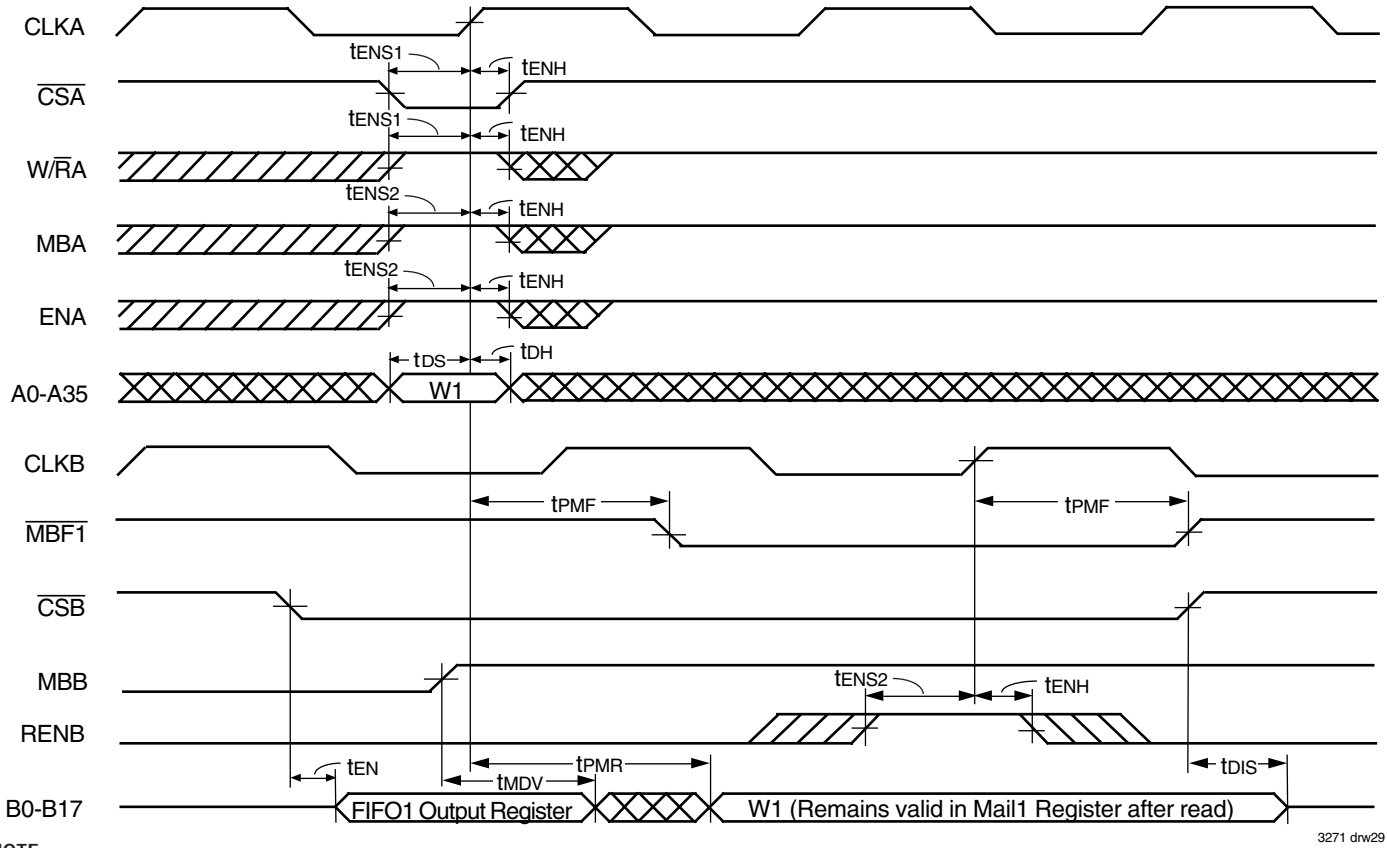 CLKA
tENS1
tENH
CSA
tENS1
tENH
W/RA
tENS2
tENH
MBA
tENS2
tENH
ENA
tDS
tDH
A0-A35
W1
CLKB
tPMF
tPMF
MBF1
CSB
MBB
tENS2
tENH
RENB
tEN
tPMR
tMDV
tDIS
B0-B17
FIFO1 Output Register
W1 (Remains valid in Mail1 Register after read)
3271 drw29